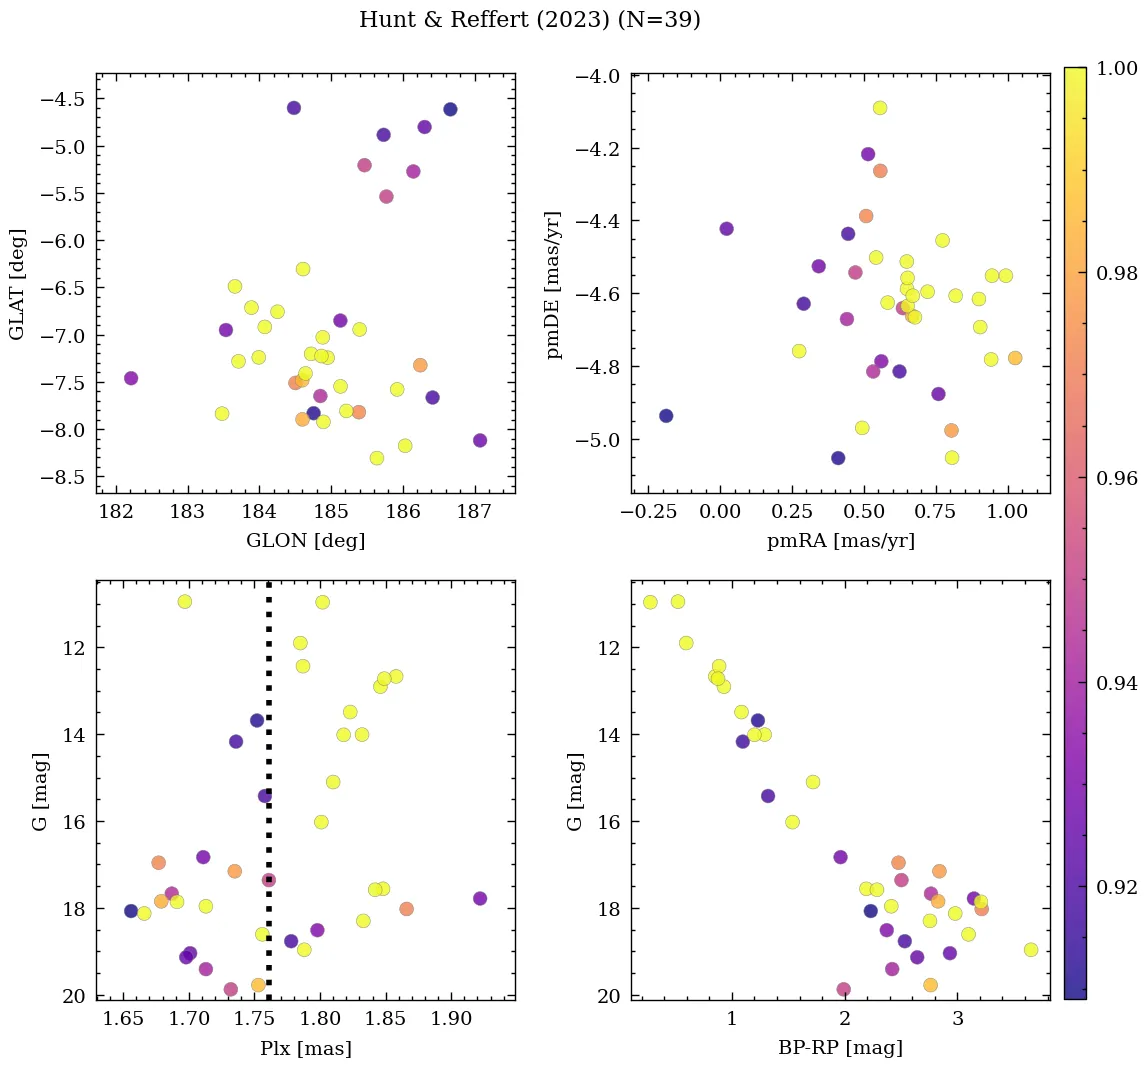 Hunt & Reffert (2023) (N=39)
−4.5
−5.0
−5.5
−6.0
−6.5
−7.0
−7.5
−8.0
−8.5
GLAT [deg]
182 183 184 185 186 187
GLON [deg]
−4.0
−4.2
−4.4
−4.6
−4.8
−5.0
pmDE [mas/yr]
−0.25 0.00 0.25 0.50 0.75 1.00
pmRA [mas/yr]
12
14
16
18
20
G [mag]
1.65 1.70 1.75 1.80 1.85 1.90
Plx [mas]
12
14
16
18
20
G [mag]
1 2 3
BP-RP [mag]
1.00
0.98
0.96
0.94
0.92